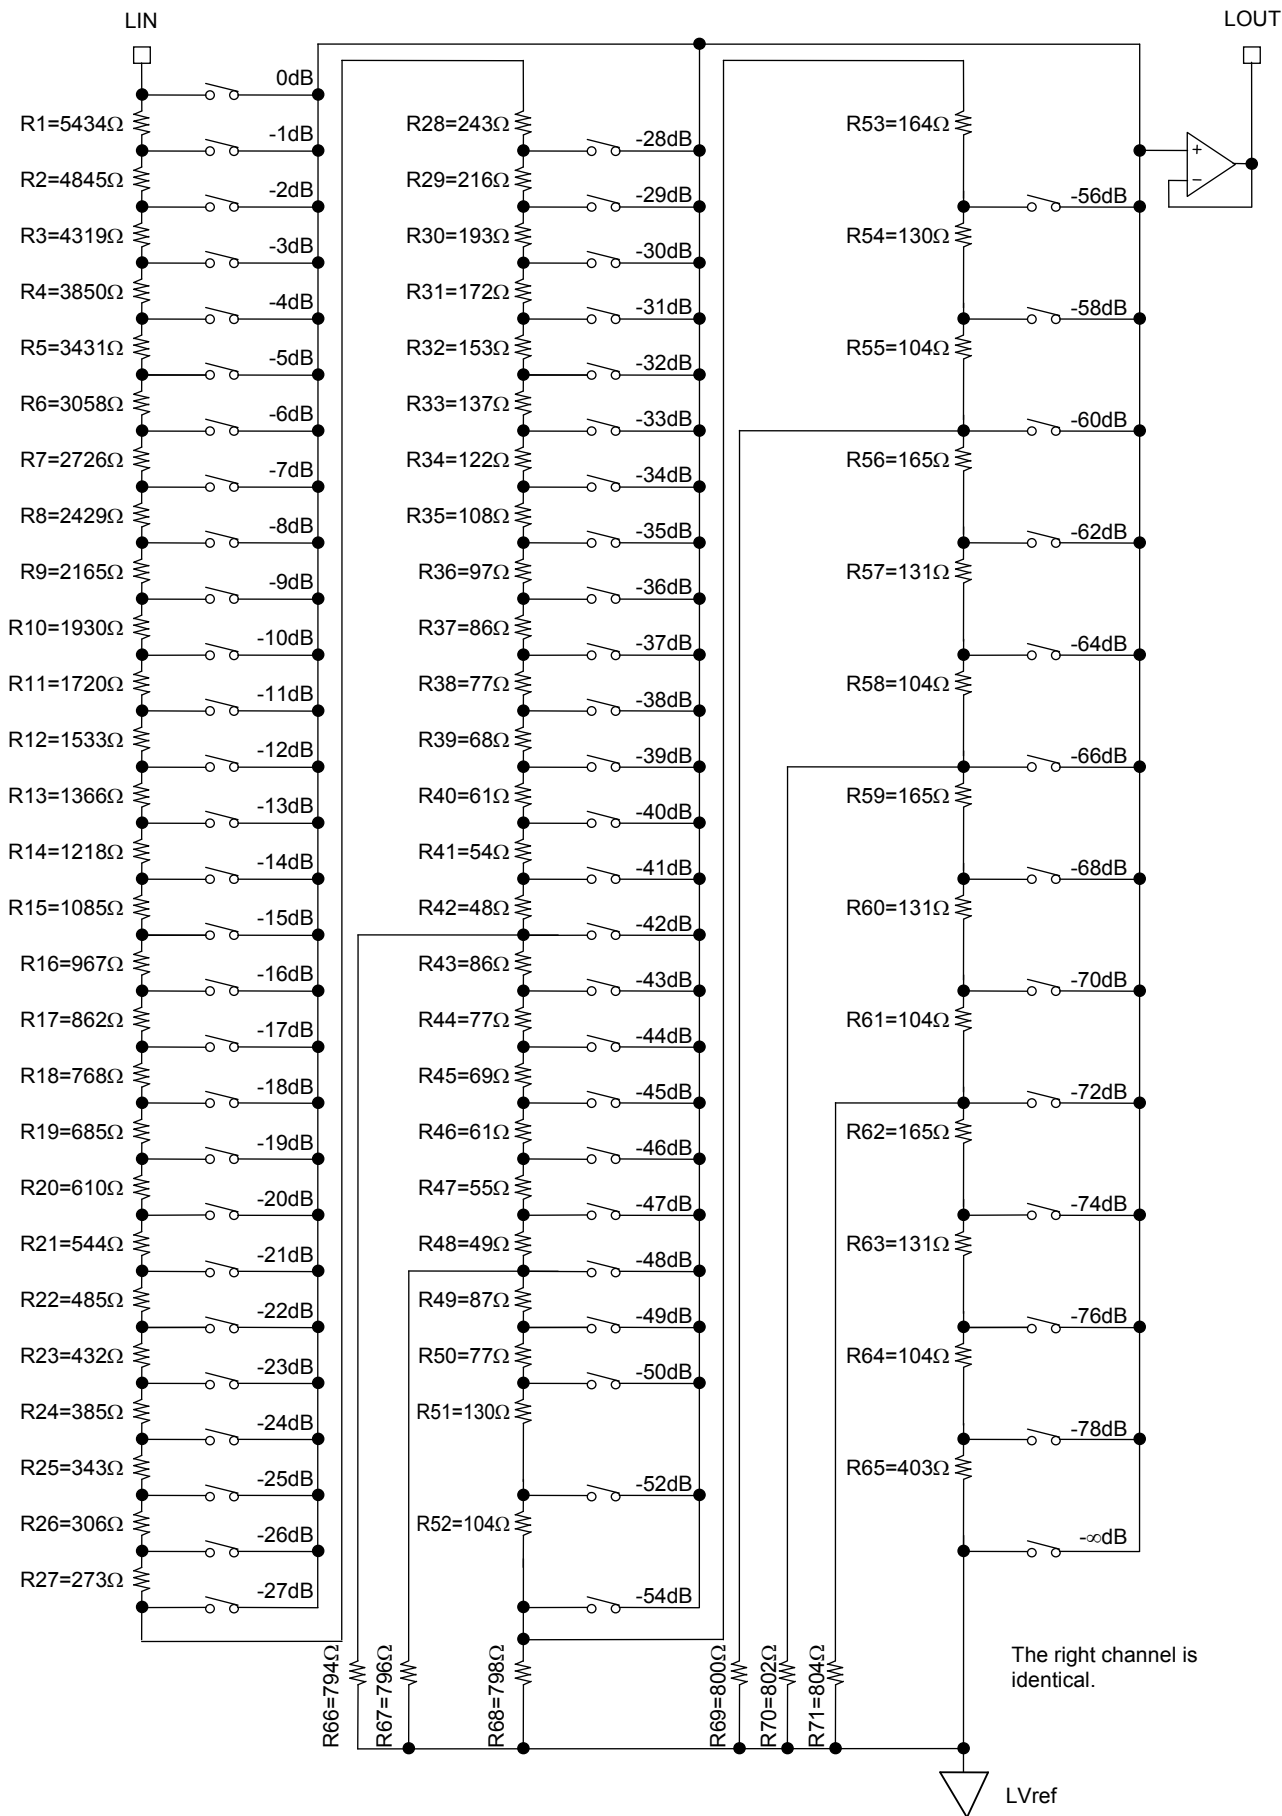 LIN
LOUT
0dB
R1=5434Ω
-1dB
R2=4845Ω
-2dB
R3=4319Ω
-3dB
R4=3850Ω
-4dB
R5=3431Ω
-5dB
R6=3058Ω
-6dB
R7=2726Ω
-7dB
R8=2429Ω
-8dB
R9=2165Ω
-9dB
R10=1930Ω
-10dB
R11=1720Ω
-11dB
R12=1533Ω
-12dB
R13=1366Ω
-13dB
R14=1218Ω
-14dB
R15=1085Ω
-15dB
R16=967Ω
-16dB
R17=862Ω
-17dB
R18=768Ω
-18dB
R19=685Ω
-19dB
R20=610Ω
-20dB
R21=544Ω
-21dB
R22=485Ω
-22dB
R23=432Ω
-23dB
R24=385Ω
-24dB
R25=343Ω
-25dB
R26=306Ω
-26dB
R27=273Ω
-27dB
R28=243Ω
-28dB
R29=216Ω
-29dB
R30=193Ω
-30dB
R31=172Ω
-31dB
R32=153Ω
-32dB
R33=137Ω
-33dB
R34=122Ω
-34dB
R35=108Ω
-35dB
R36=97Ω
-36dB
R37=86Ω
-37dB
R38=77Ω
-38dB
R39=68Ω
-39dB
R40=61Ω
-40dB
R41=54Ω
-41dB
R42=48Ω
-42dB
R43=86Ω
-43dB
R44=77Ω
-44dB
R45=69Ω
-45dB
R46=61Ω
-46dB
R47=55Ω
-47dB
R48=49Ω
-48dB
R49=87Ω
-49dB
R50=77Ω
-50dB
R51=130Ω
-52dB
R52=104Ω
-54dB
R53=164Ω
-56dB
R54=130Ω
-58dB
R55=104Ω
-60dB
R56=165Ω
-62dB
R57=131Ω
-64dB
R58=104Ω
-66dB
R59=165Ω
-68dB
R60=131Ω
-70dB
R61=104Ω
-72dB
R62=165Ω
-74dB
R63=131Ω
-76dB
R64=104Ω
-78dB
R65=403Ω
-∞dB
+
−
R66=794Ω
R67=796Ω
R68=798Ω
R69=800Ω
R70=802Ω
R71=804Ω
The right channel is
identical.
LVref